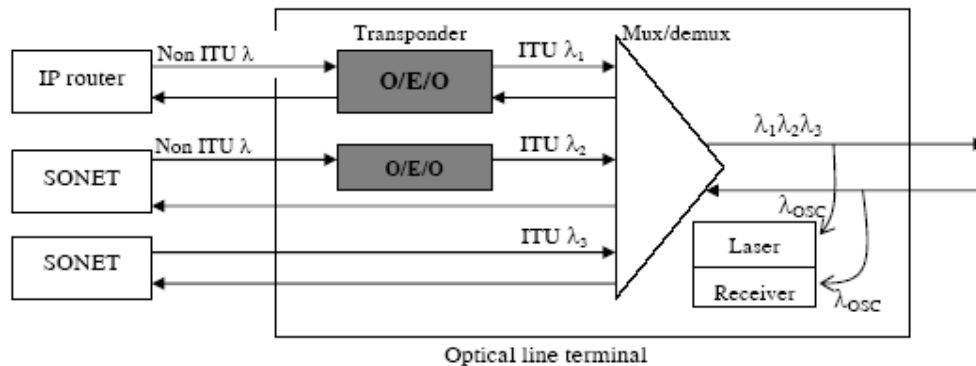 Transponder
Mux/demux
Non ITU λ
ITU λ1
IP router
O/E/O
λ1λ2λ3
Non ITU λ
ITU λ2
SONET
O/E/O
λOSC
ITU λ3
SONET
Laser
Receiver
λOSC
Optical line terminal